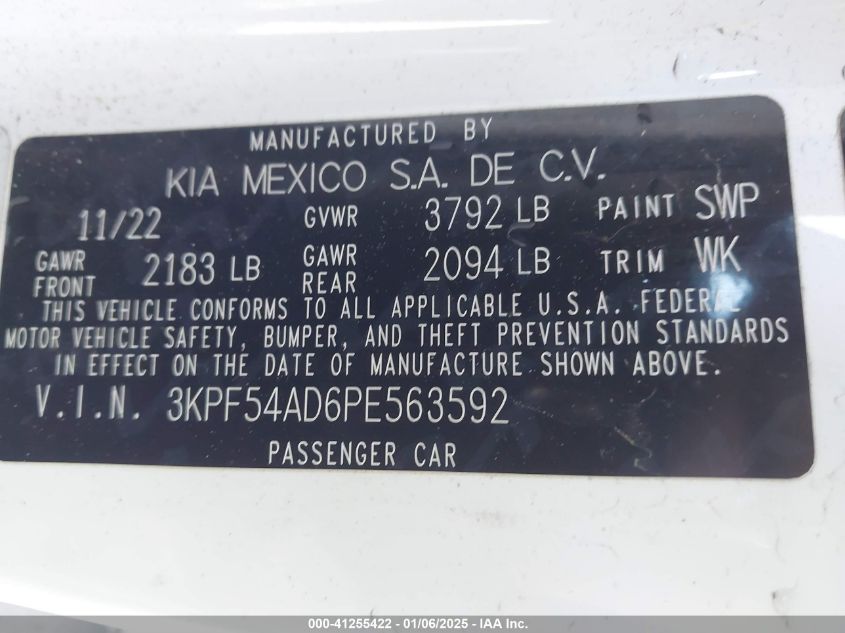 MANUFACTURED BY
KIA MEXICO S.A. DE C.V.
11/22 GVWR 3792 LB PAINT SWP
GAWR FRONT 2183 LB GAWR REAR 2094 LB TRIM WK
THIS VEHICLE CONFORMS TO ALL APPLICABLE U.S.A. FEDERAL
MOTOR VEHICLE SAFETY, BUMPER, AND THEFT PREVENTION STANDARDS
IN EFFECT ON THE DATE OF MANUFACTURE SHOWN ABOVE.
V.I.N. 3KPF54AD6PE563592
PASSENGER CAR
000-41255422 - 01/06/2025 - IAA Inc.